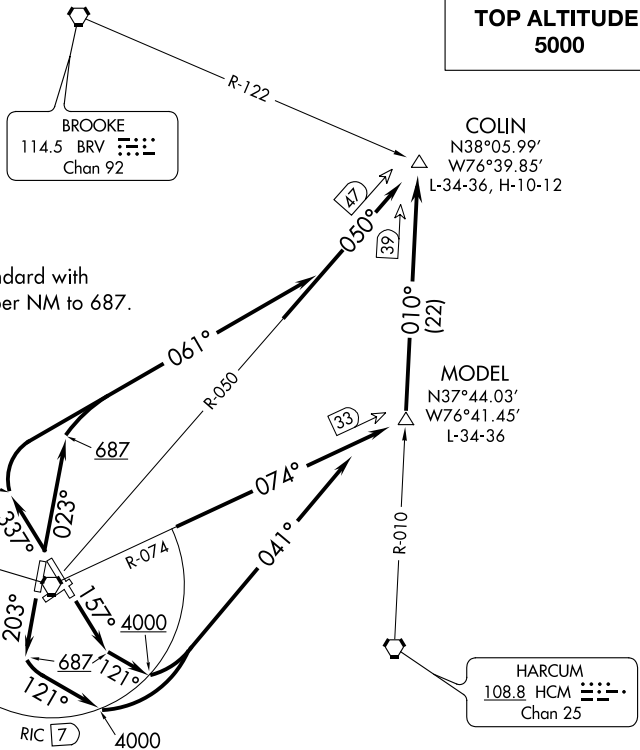 TOP ALTITUDE
5000
R-122
BROOKE
114.5 BRV
Chan 92
COLIN
N38°05.99'
W76°39.85'
L-34-36, H-10-12
47
050°
39
ndard with
per NM to 687.
061°
010°
(22)
R-050
MODEL
N37°44.03'
W76°41.45'
L-34-36
33
687
074°
023°
337°
041°
R-010
R-074
157°
4000
203°
687
121°
121°
HARCUM
108.8 HCM
Chan 25
RIC 7
4000